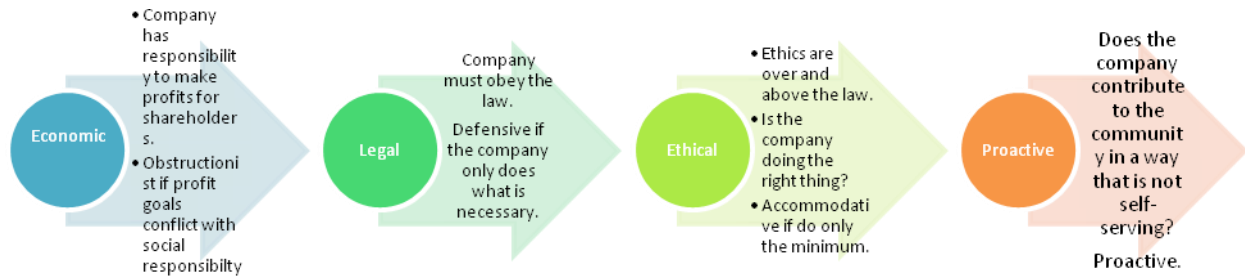 Economic
• Company
has
responsibilit
y to make
profits for
shareholder
s.
• Obstructioni
st if profit
goals
conflict with
social
responsibilty
Legal
Company
must obey the
law.
Defensive if
the company
only does
what is
necessary.
Ethical
• Ethics are
over and
above the law.
• Is the
company
doing the
right thing?
• Accommodati
ve if do only
the minimum.
Proactive
Does the
company
contribute
to the
communit
y in a way
that is not
self-
serving?
Proactive.